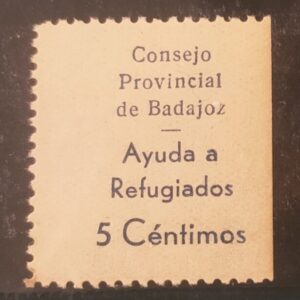 Consejo
Provincial
de Badajoz
Ayuda a
Refugiados
5 Céntimos